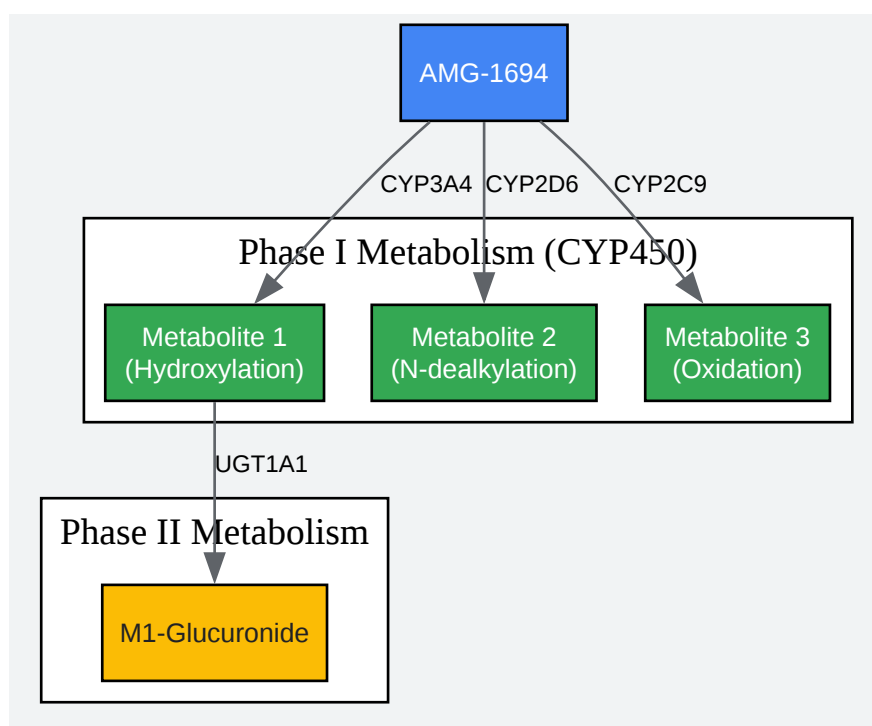 AMG-1694
CYP3A4
CYP2D6
CYP2C9
Phase I Metabolism (CYP450)
Metabolite 1
(Hydroxylation)
Metabolite 2
(N-dealkylation)
Metabolite 3
(Oxidation)
UGT1A1
Phase II Metabolism
M1-Glucuronide